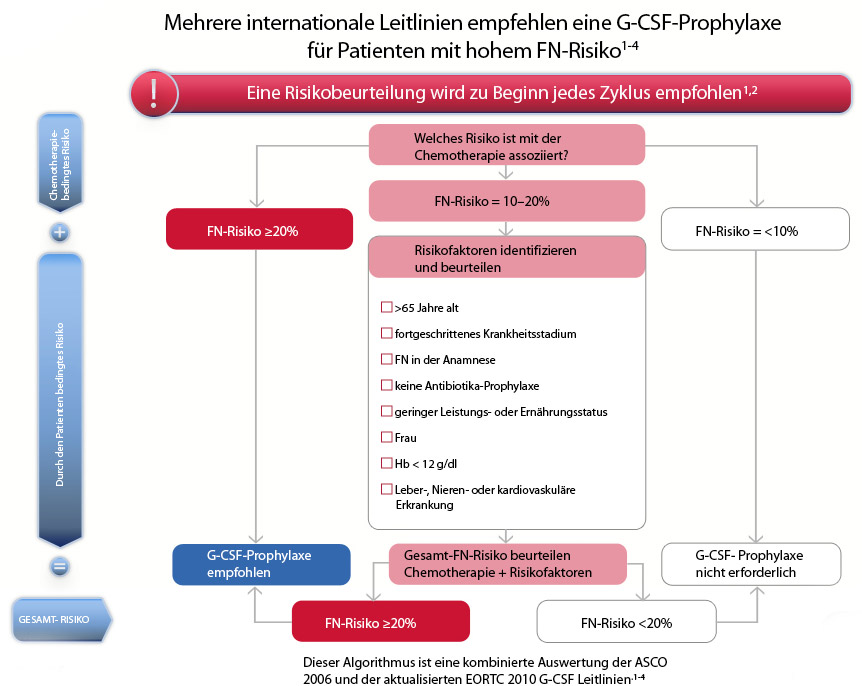 Mehrere internationale Leitlinien empfehlen eine G-CSF-Prophylaxe
für Patienten mit hohem FN-Risiko1-4
!
Eine Risikobeurteilung wird zu Beginn jedes Zyklus empfohlen1,2
Chemotherapie-
bedingtes Risiko
+
Durch den Patienten bedingtes Risiko
=
GESAMT- RISIKO
Welches Risiko ist mit der
Chemotherapie assoziiert?
FN-Risiko ≥20%
FN-Risiko = 10–20%
FN-Risiko = <10%
Risikofaktoren identifizieren
und beurteilen
>65 Jahre alt
fortgeschrittenes Krankheitsstadium
FN in der Anamnese
keine Antibiotika-Prophylaxe
geringer Leistungs- oder Ernährungsstatus
Frau
Hb < 12 g/dl
Leber-, Nieren- oder kardiovaskuläre
Erkrankung
G-CSF-Prophylaxe
empfohlen
Gesamt-FN-Risiko beurteilen
Chemotherapie + Risikofaktoren
G-CSF- Prophylaxe
nicht erforderlich
FN-Risiko ≥20%
FN-Risiko <20%
Dieser Algorithmus ist eine kombinierte Auswertung der ASCO
2006 und der aktualisierten EORTC 2010 G-CSF Leitlinien.1-4